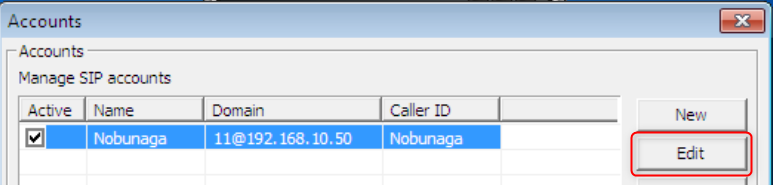 Accounts
Accounts
Manage SIP accounts
Active Name Domain Caller ID
New
Nobunaga 11@192.168.10.50 Nobunaga
Edit